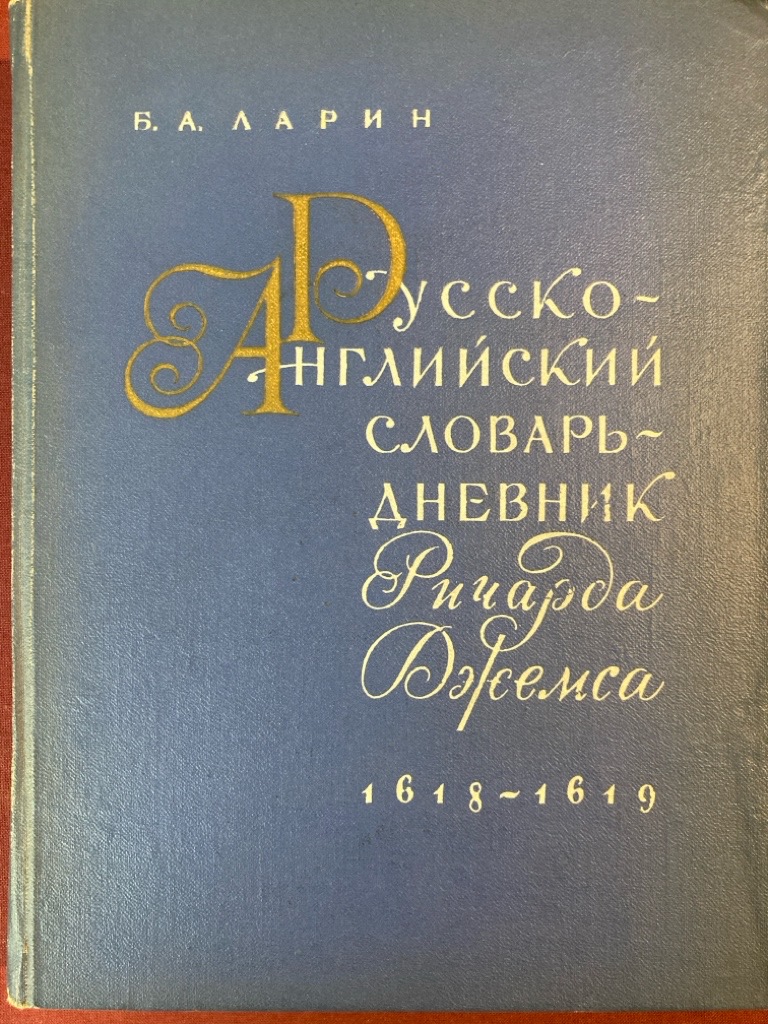 Б. А. ЛАРИН
РУССКО-
АНГЛИЙСКИЙ
СЛОВАРЬ-
ДНЕВНИК
Ричарда
Джемса
1618-1619